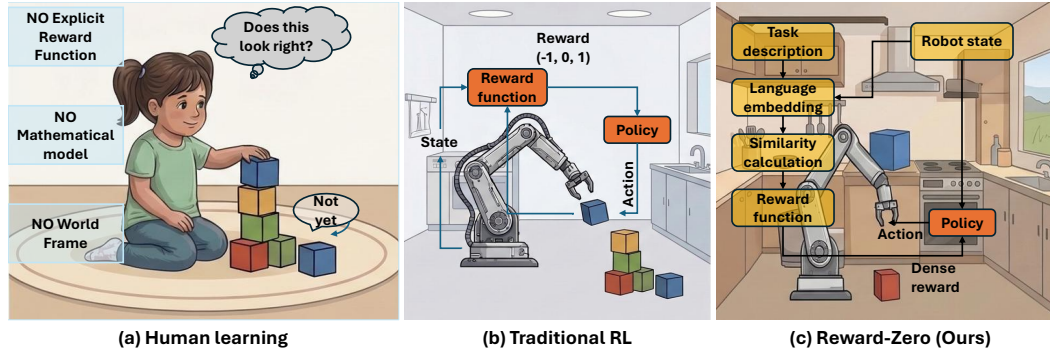 NO Explicit
Reward
Function
NO
Mathematical
model
NO World
Frame
Does this
look right?
Not
yet
(a) Human learning
Reward
(-1, 0, 1)
Reward
function
Policy
State
Action
(b) Traditional RL
Task
description
Robot state
Language
embedding
Similarity
calculation
Reward
function
Policy
Action
Dense
reward
(c) Reward-Zero (Ours)